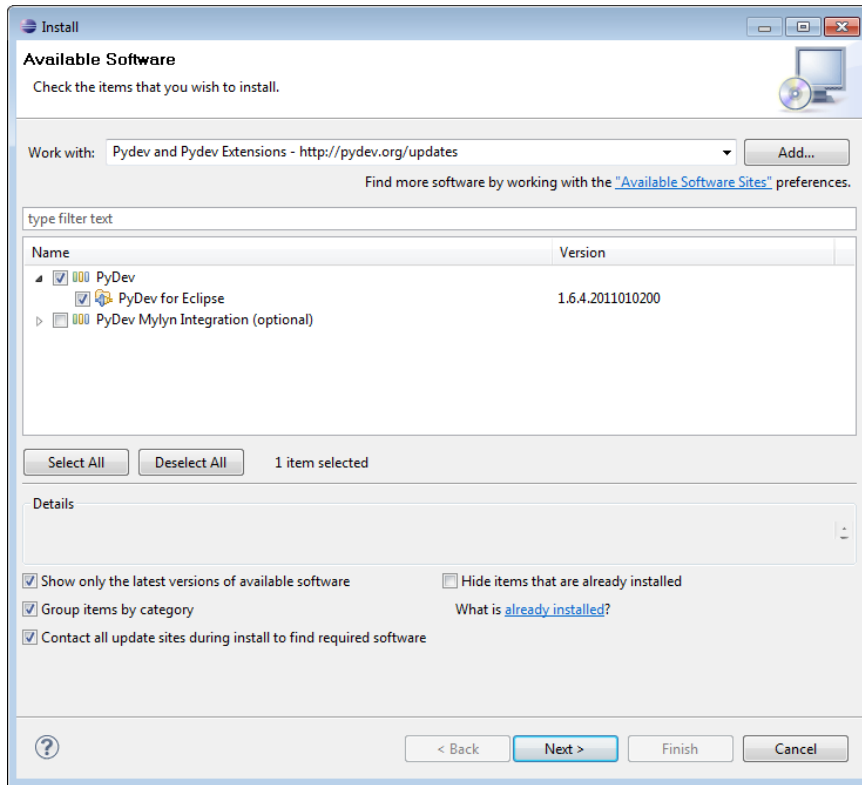 Install
Available Software
Check the items that you wish to install.
Work with: Pydev and Pydev Extensions - http://pydev.org/updates Add...
Find more software by working with the "Available Software Sites" preferences.
type filter text
Name Version
PyDev
PyDev for Eclipse 1.6.4.2011010200
PyDev Mylyn Integration (optional)
Select All Deselect All 1 item selected
Details
Show only the latest versions of available software Hide items that are already installed
Group items by category What is already installed?
Contact all update sites during install to find required software
? < Back Next > Finish Cancel